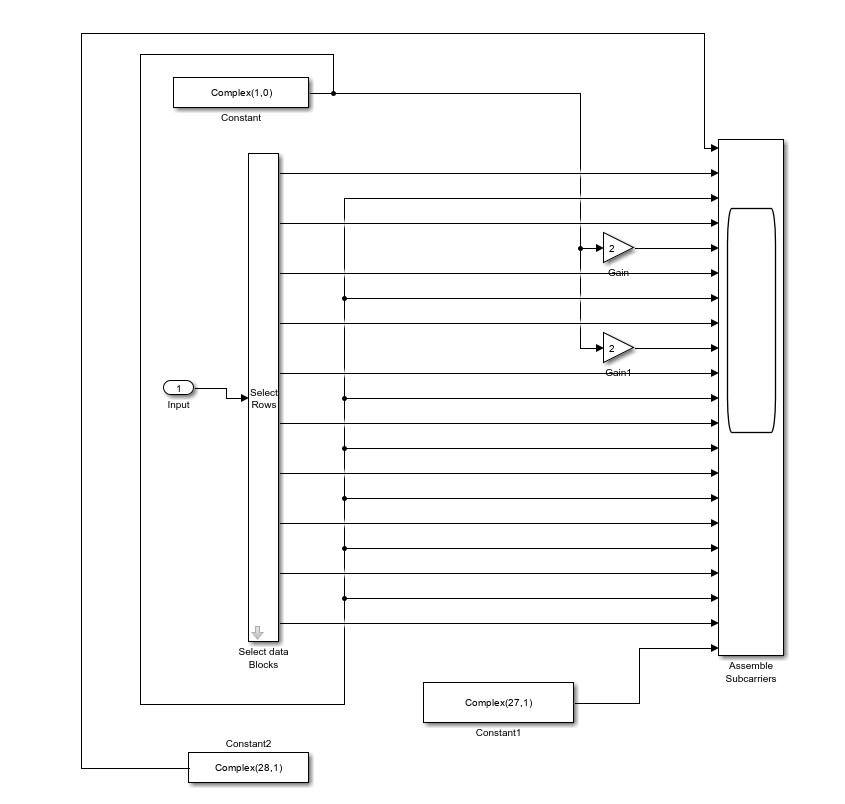 Complex(1,0)
Constant
2
Gain
2
Gain1
1
Input
Select
Rows
Select data
Blocks
Assemble
Subcarriers
Complex(27,1)
Constant1
Constant2
Complex(28,1)